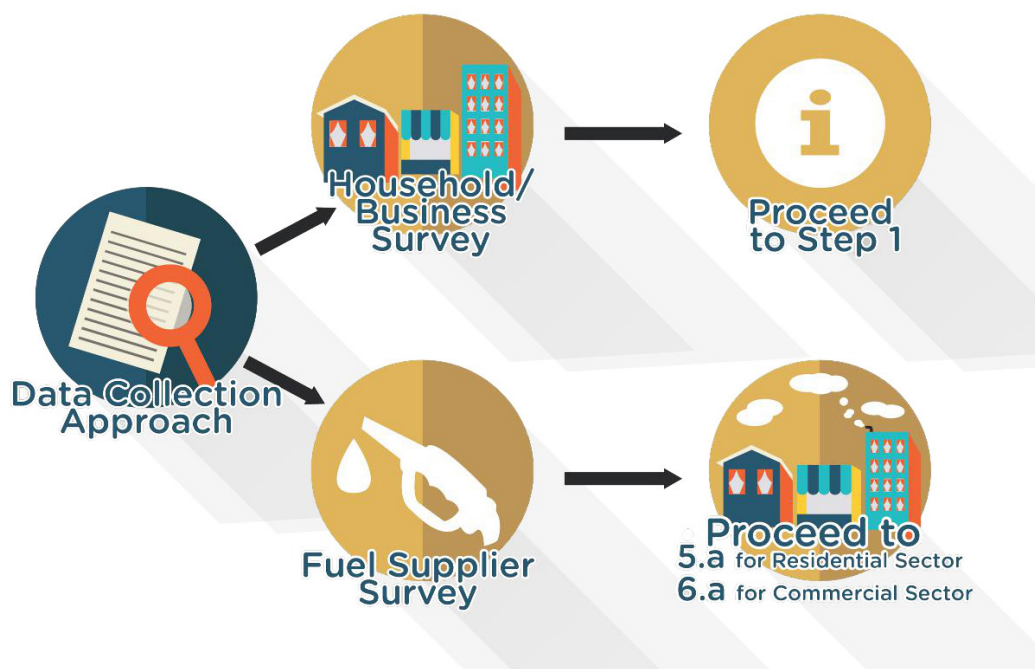 Data Collection
Approach
Household/
Business
Survey
Proceed
to Step 1
Fuel Supplier
Survey
Proceed to
5.a for Residential Sector
6.a for Commercial Sector